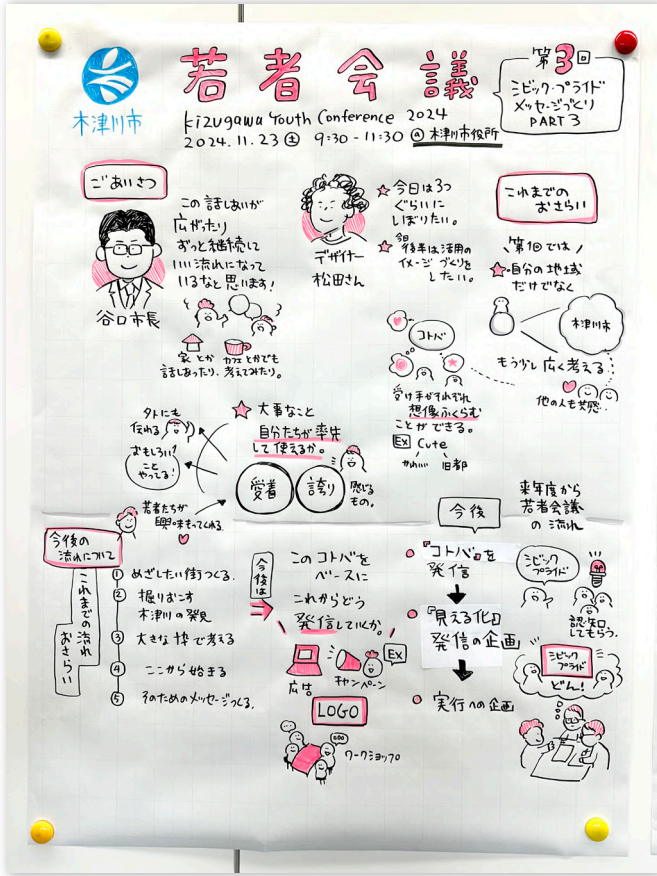 木津川市
若者会議
Kizugawa Youth Conference 2024
2024.11.23㊏ 9:30-11:30 @木津川市役所
第3回
シビック・プライド
メッセージづくり
PART3
ごあいさつ
この話しあいが
広がったり
ずっと継続して
いい流れになって
いるなと思います!
谷口市長
家とか カフェとかでも
話しあったり、考えてみたり。
デザイナー
松田さん
今日は3つ
ぐらいに
しぼりたい。
後半は活用の
イメージづくりを
したい。
これまでの
おさらい
第1回では
自分の地域
だけでなく
木津川市
もう少し広く考える
他の人も共感..
コトバ
受け手がそれぞれ
想像ふくらむ
ことができる。
EX Cute
かわいい 旧都
大事なこと
自分たちが率先
して使えるか。
愛着
誇り
感じる
もの。
外にも
伝わる
おもしろい
こと
やってる!
若者たちが
興味もってくれる
今後の
流れについて
これまでの流れ
おさらい
① めざしたい街つくる.
② 掘りおこす
木津川の発見
③ 大きな枠で考える
④ ここから始まる
⑤ そのためのメッセージつくる.
今後は
このコトバを
ベースに
これからどう
発信していくか。
広告
キャンペーン
EX
LOGO
ワークショップ
今後
「コトバ」を
発信
『見える化』
発信の企画
実行への企画
来年度から
若者会議
の流れ
シビック
プライド
認知
してもらう.
シビック
プライド
どん!